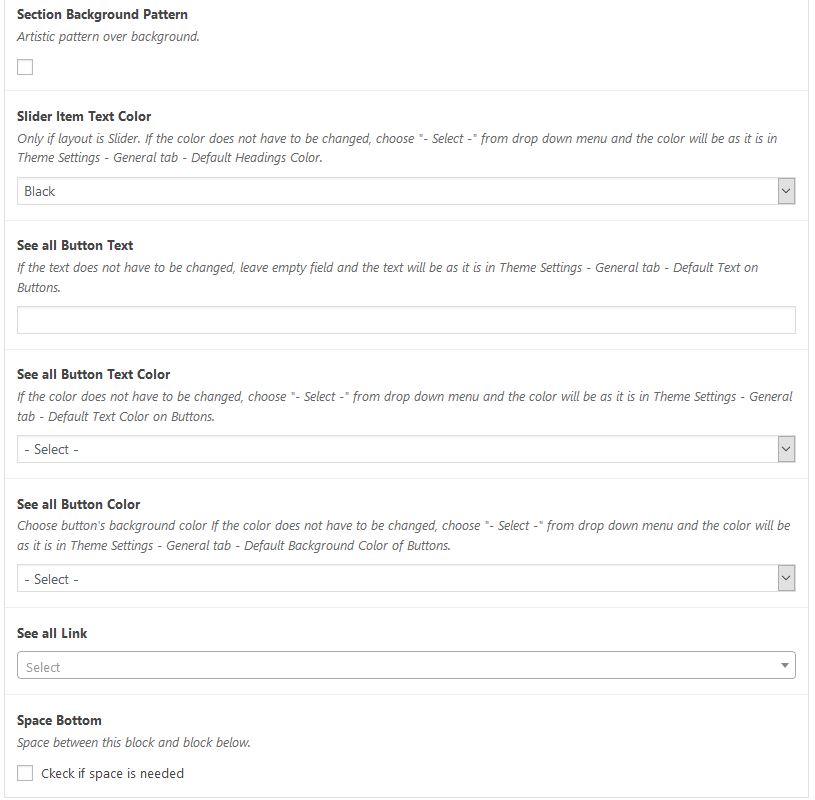 Section Background Pattern
Artistic pattern over background.
Slider Item Text Color
Only if layout is Slider. If the color does not have to be changed, choose "- Select -" from drop down menu and the color will be as it is in
Theme Settings - General tab - Default Headings Color.
Black
See all Button Text
If the text does not have to be changed, leave empty field and the text will be as it is in Theme Settings - General tab - Default Text on
Buttons.
See all Button Text Color
If the color does not have to be changed, choose "- Select -" from drop down menu and the color will be as it is in Theme Settings - General
tab - Default Text Color on Buttons.
- Select -
See all Button Color
Choose button's background color If the color does not have to be changed, choose "- Select -" from drop down menu and the color will be
as it is in Theme Settings - General tab - Default Background Color of Buttons.
- Select -
See all Link
Select
Space Bottom
Space between this block and block below.
Ckeck if space is needed